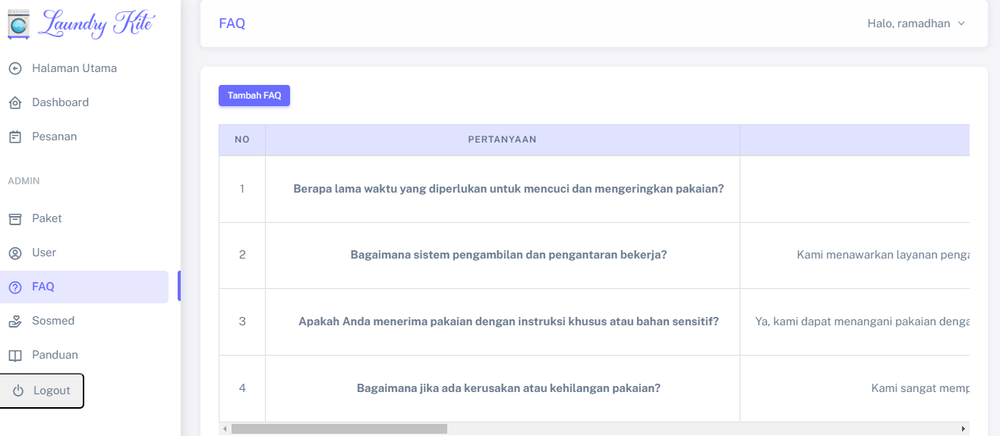 Laundry Kite
Halaman Utama
Dashboard
Pesanan
ADMIN
Paket
User
FAQ
Sosmed
Panduan
Logout
FAQ
Halo, ramadhan
Tambah FAQ
NO PERTANYAAN
1 Berapa lama waktu yang diperlukan untuk mencuci dan mengeringkan pakaian?
2 Bagaimana sistem pengambilan dan pengantaran bekerja? Kami menawarkan layanan penga
3 Apakah Anda menerima pakaian dengan instruksi khusus atau bahan sensitif? Ya, kami dapat menangani pakaian denga
4 Bagaimana jika ada kerusakan atau kehilangan pakaian? Kami sangat memp